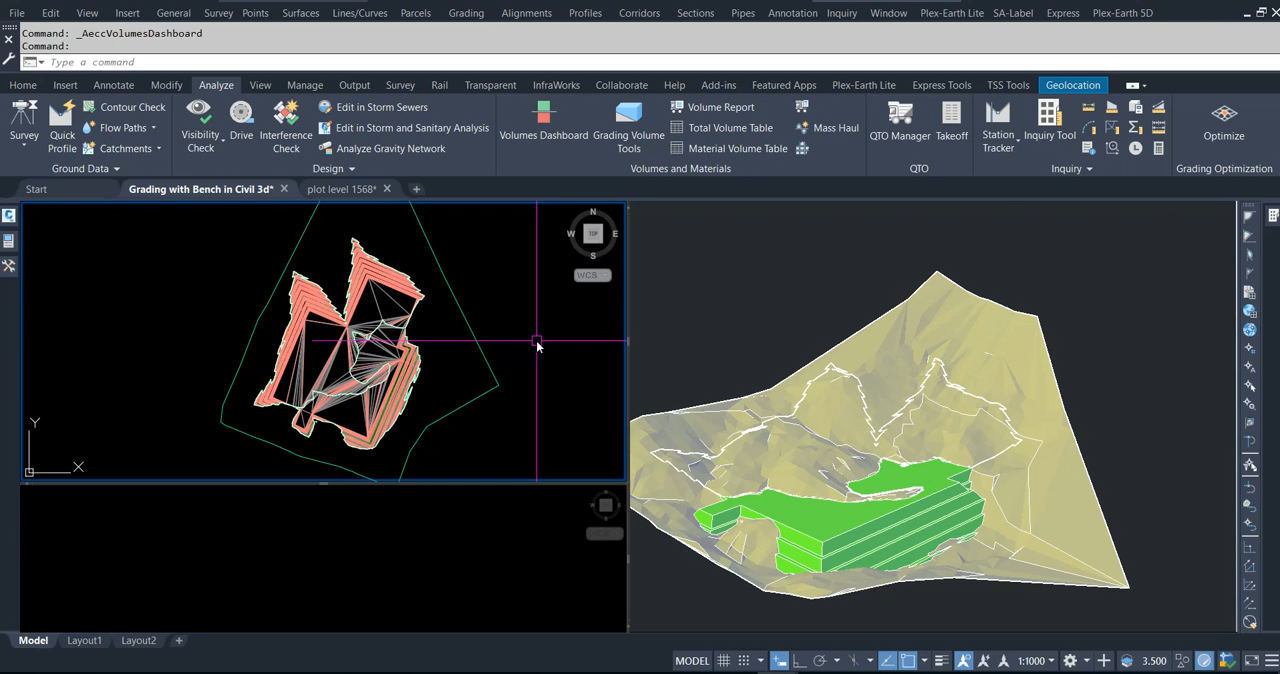 File Edit View Insert General Survey Points Surfaces Lines/Curves Parcels Grading Alignments Profiles Corridors Sections Pipes Annotation Inquiry Window Plex-Earth Lite SA-Label Express Plex-Earth 5D
Command: _AeccVolumesDashboard
Command:
Type a command
Home Insert Annotate Modify Analyze View Manage Output Survey Rail Transparent InfraWorks Collaborate Help Add-ins Featured Apps Plex-Earth Lite Express Tools TSS Tools Geolocation
Contour Check Edit in Storm Sewers Volume Report
Survey Quick Profile Flow Paths Visibility Check Drive Interference Check Edit in Storm and Sanitary Analysis Volumes Dashboard Grading Volume Tools Total Volume Table Mass Haul QTO Manager Takeoff Station Tracker Inquiry Tool Optimize
Catchments Analyze Gravity Network Material Volume Table
Ground Data Design Volumes and Materials QTO Inquiry Grading Optimization
Start Grading with Bench in Civil 3d* plot level 1568*
N
W TOP E
S
WCS
Y
X
Model Layout1 Layout2
MODEL 1:1000 3.500